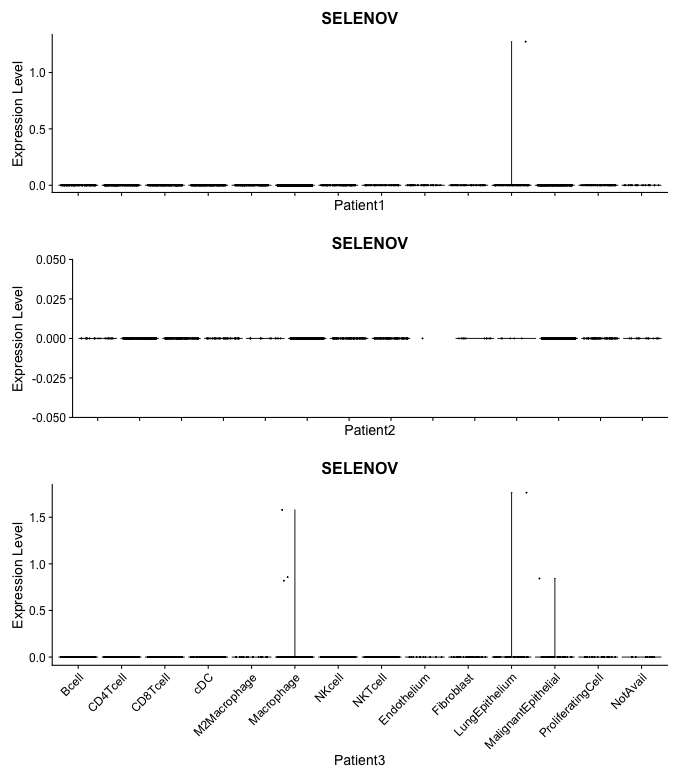 SELENOV
Expression Level
1.0
0.5
0.0
Patient1
SELENOV
Expression Level
0.050
0.025
0.000
-0.025
-0.050
Patient2
SELENOV
Expression Level
1.5
1.0
0.5
0.0
Bcell
CD4Tcell
CD8Tcell
cDC
M2Macrophage
Macrophage
NKcell
NKTcell
Endothelium
Fibroblast
LungEpithelium
MalignantEpithelial
ProliferatingCell
NotAvail
Patient3